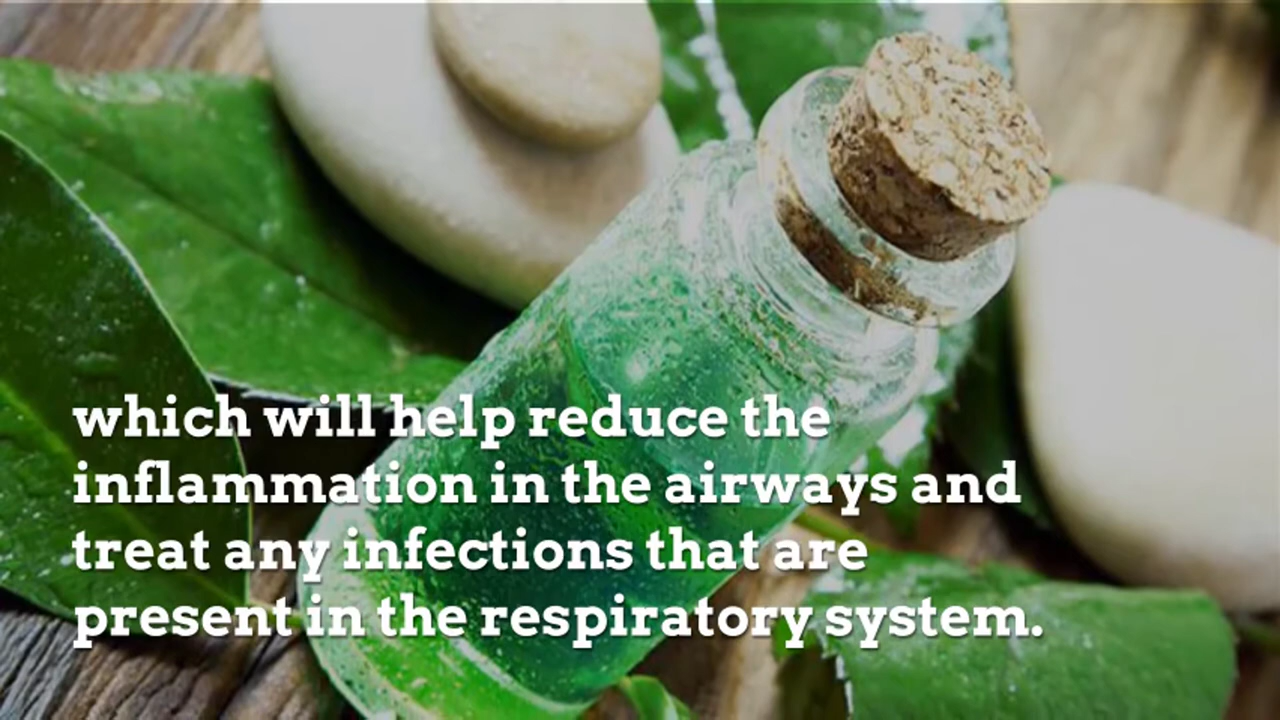 which will help reduce the
inflammation in the airways and
treat any infections that are
present in the respiratory system.